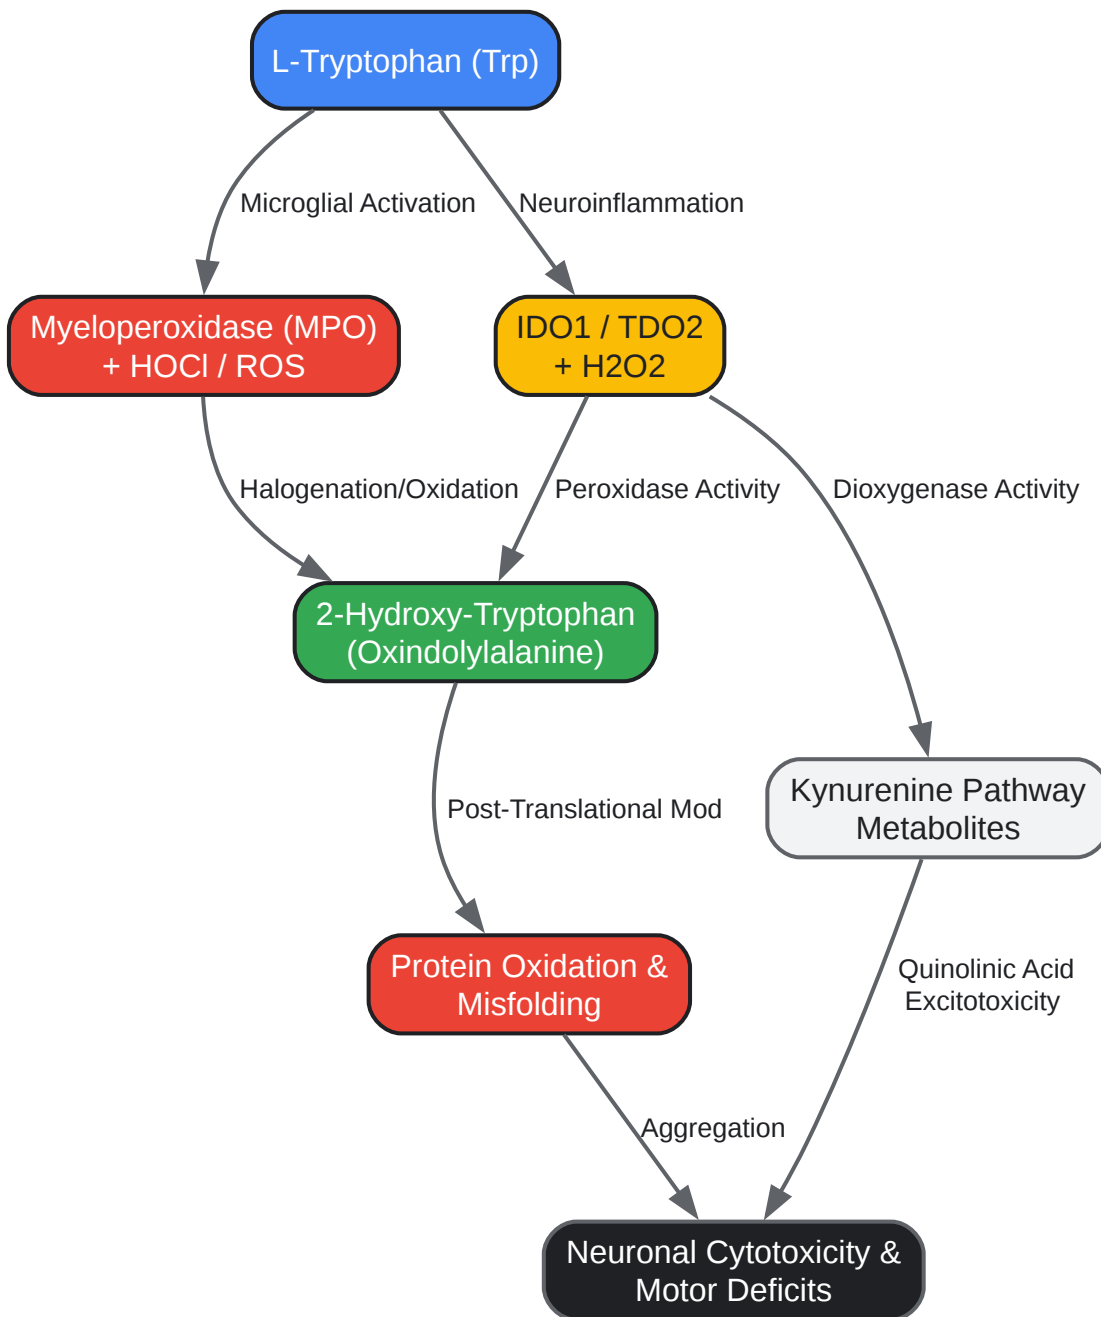 L-Tryptophan (Trp)
Microglial Activation
Neuroinflammation
Myeloperoxidase (MPO)
+ HOCl / ROS
IDO1 / TDO2
+ H2O2
Halogenation/Oxidation
Peroxidase Activity
Dioxygenase Activity
2-Hydroxy-Tryptophan
(Oxindolylalanine)
Post-Translational Mod
Kynurenine Pathway
Metabolites
Protein Oxidation &
Misfolding
Quinolinic Acid
Excitotoxicity
Aggregation
Neuronal Cytotoxicity &
Motor Deficits